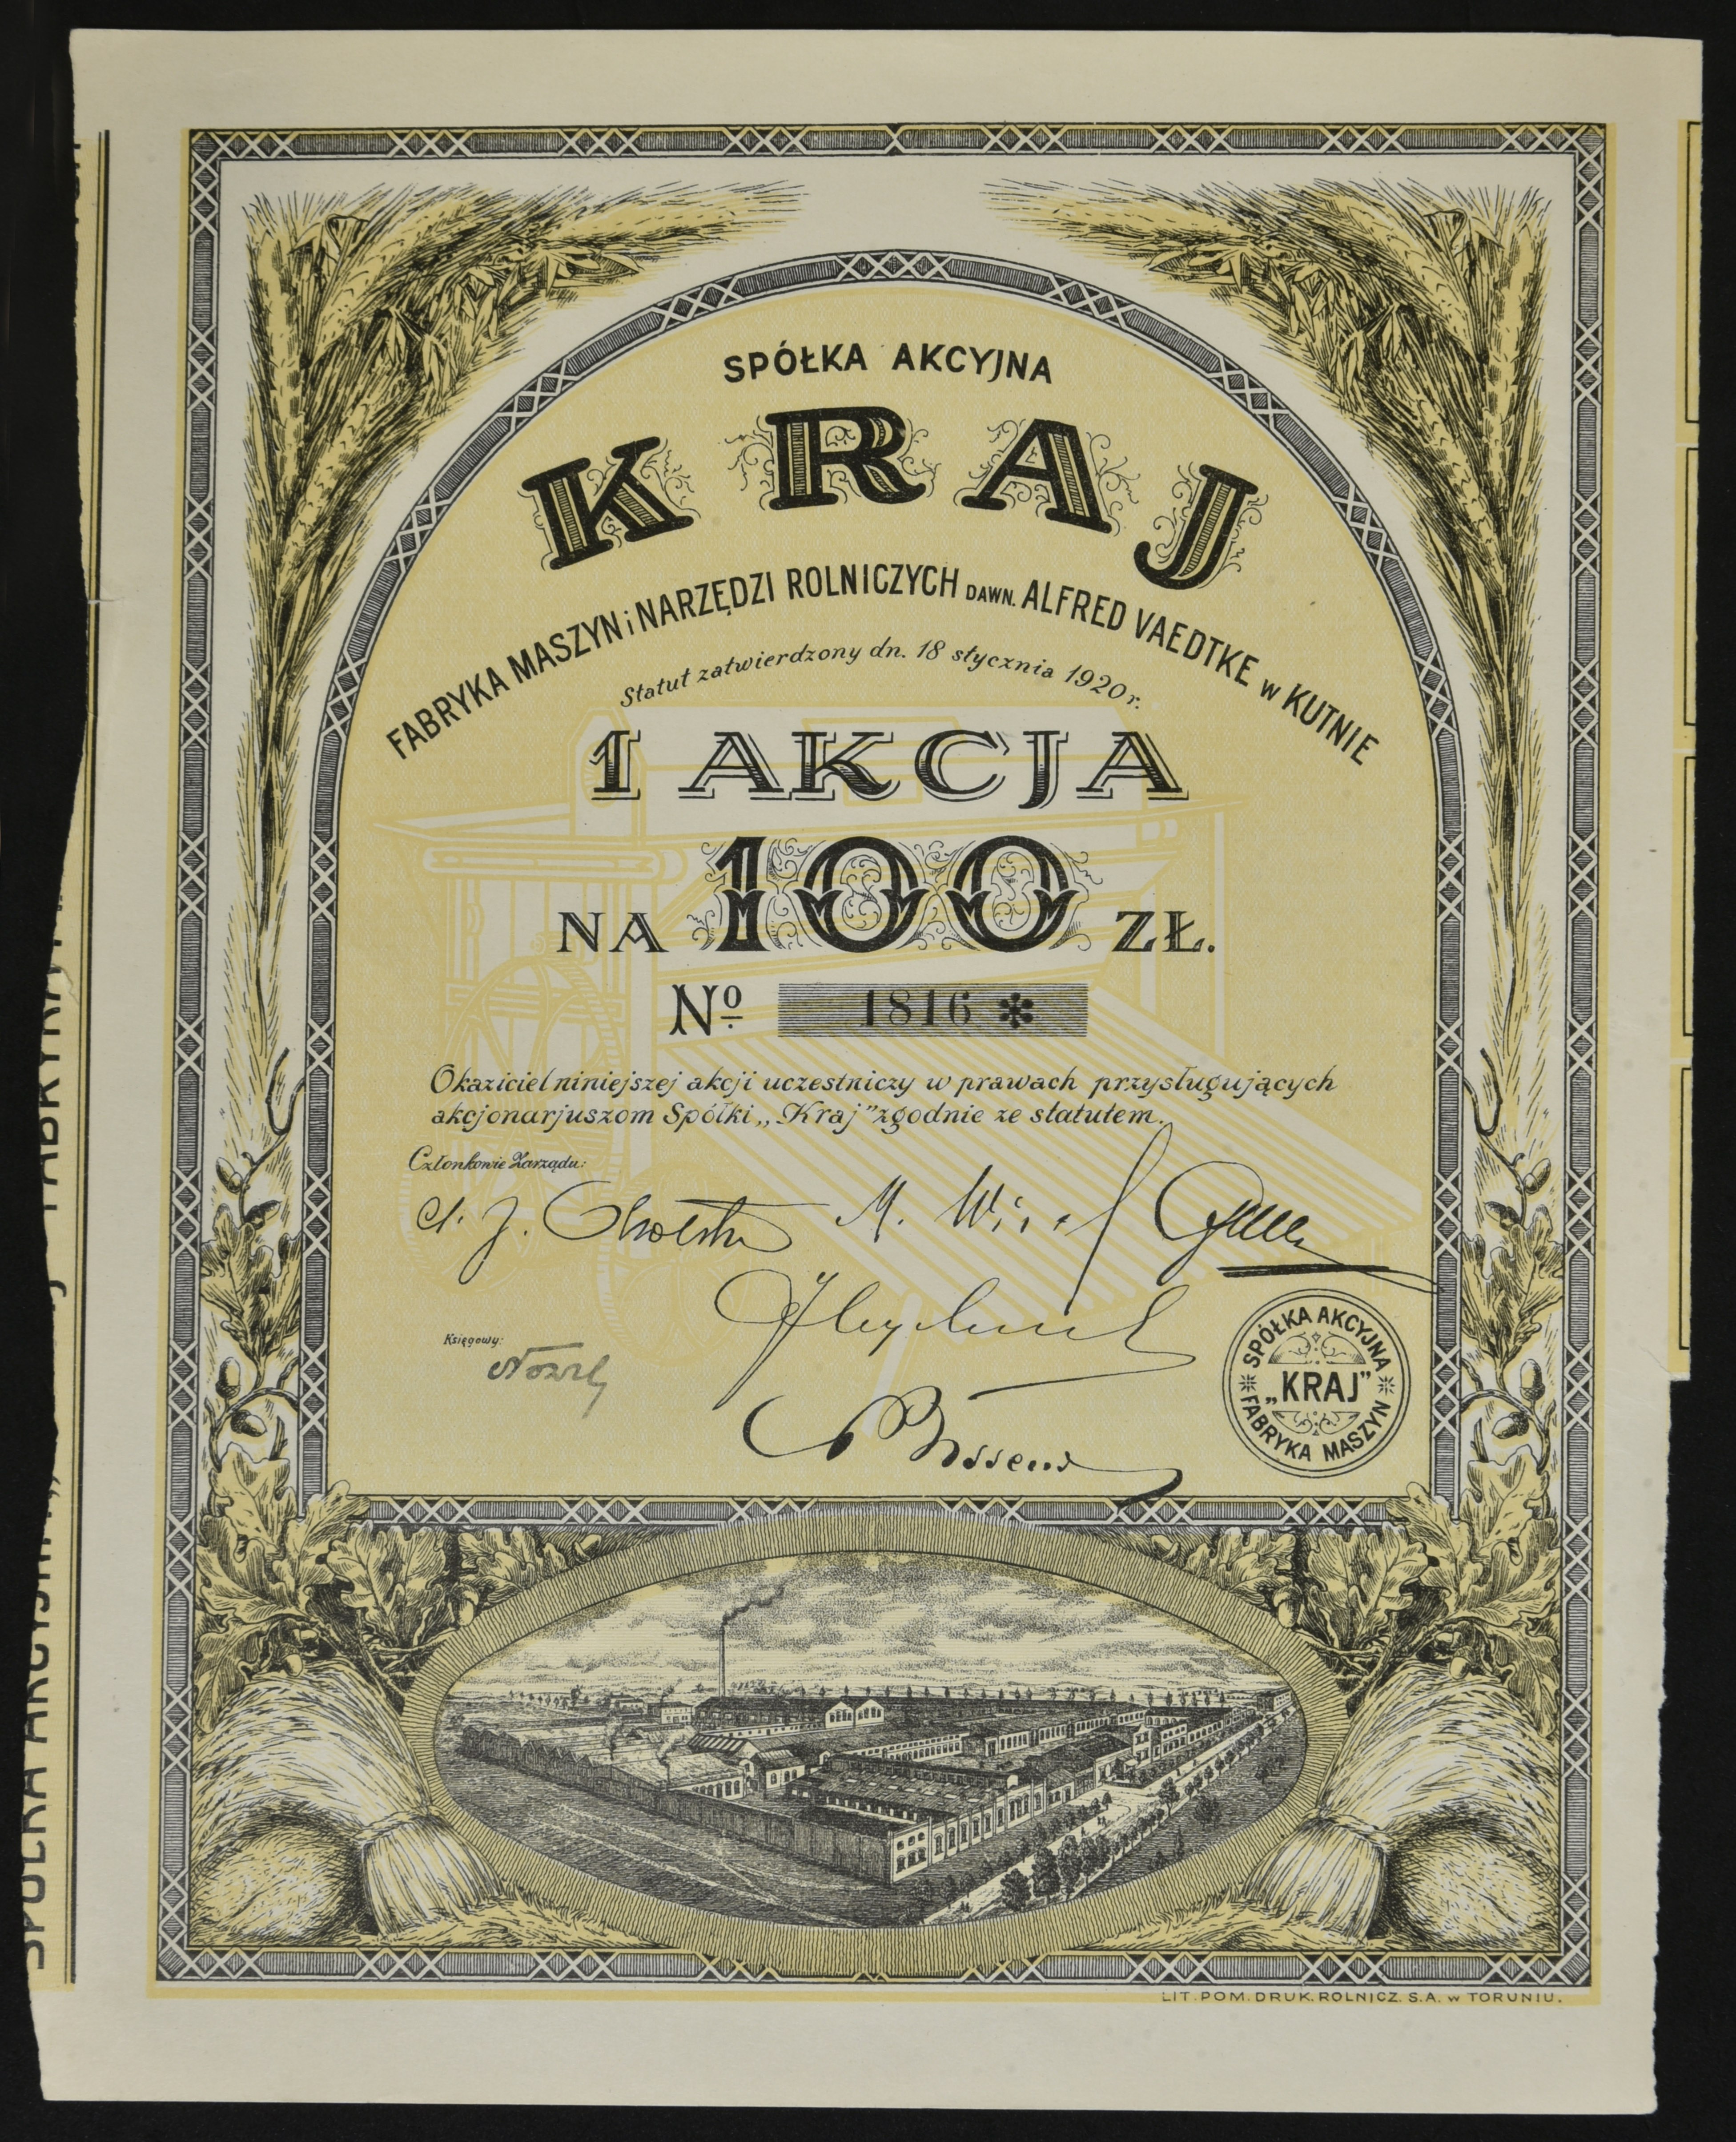 SPÓŁKA AKCYJNA
KRAJ
FABRYKA MASZYN i NARZĘDZI ROLNICZYCH DAWN. ALFRED VAEDTKE w KUTNIE
Statut zatwierdzony dn. 18 stycznia 1920 r.
1 AKCJA
NA 100 ZŁ.
Nº 1816 *
Okaziciel niniejszej akcji uczestniczy w prawach przysługujących
akcjonarjuszom Spółki „Kraj" zgodnie ze statutem.
Członkowie Zarządu:
Księgowy:
SPÓŁKA AKCYJNA
„KRAJ"
FABRYKA MASZYN
LIT. POM. DRUK. ROLNICZ. S.A. w TORUNIU.
SPÓŁKA AKCYJNA